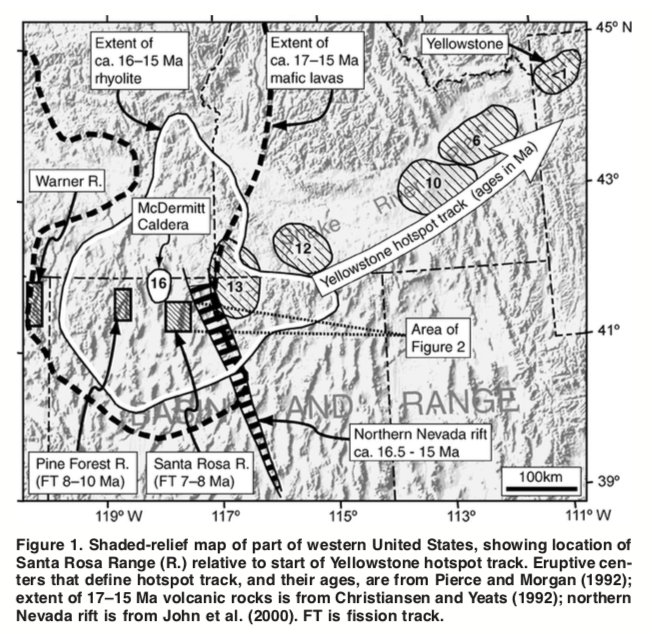 45° N
Extent of
ca. 16–15 Ma
rhyolite
Extent of
ca. 17–15 Ma
mafic lavas
Yellowstone
<1
6
10
43°
Warner R.
McDermitt
Caldera
Snake
River
Yellowstone hotspot track (ages in Ma)
12
16
13
41°
Area of
Figure 2
BASIN AND RANGE
Northern Nevada rift
ca. 16.5 - 15 Ma
Pine Forest R.
(FT 8–10 Ma)
Santa Rosa R.
(FT 7–8 Ma)
100km
39°
119°W
117°
115°
113°
111° W
Figure 1. Shaded-relief map of part of western United States, showing location of
Santa Rosa Range (R.) relative to start of Yellowstone hotspot track. Eruptive cen-
ters that define hotspot track, and their ages, are from Pierce and Morgan (1992);
extent of 17–15 Ma volcanic rocks is from Christiansen and Yeats (1992); northern
Nevada rift is from John et al. (2000). FT is fission track.